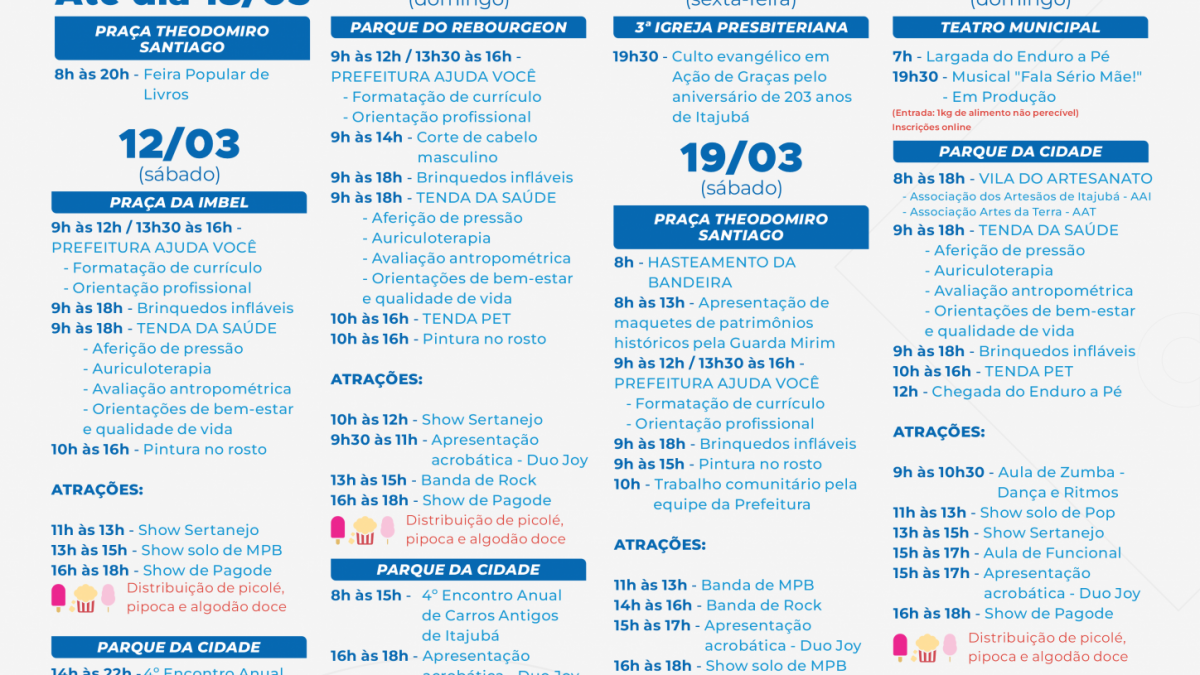 Até dia 13/03
PRAÇA THEODOMIRO
SANTIAGO
8h às 20h - Feira Popular de
Livros
12/03
(sábado)
PRAÇA DA IMBEL
9h às 12h / 13h30 às 16h -
PREFEITURA AJUDA VOCÊ
- Formatação de currículo
- Orientação profissional
9h às 18h - Brinquedos infláveis
9h às 18h - TENDA DA SAÚDE
- Aferição de pressão
- Auriculoterapia
- Avaliação antropométrica
- Orientações de bem-estar
e qualidade de vida
10h às 16h - Pintura no rosto
ATRAÇÕES:
11h às 13h - Show Sertanejo
13h às 15h - Show solo de MPB
16h às 18h - Show de Pagode
Distribuição de picolé,
pipoca e algodão doce
PARQUE DA CIDADE
14h às 22h - 4º Encontro Anual
(domingo)
PARQUE DO REBOURGEON
9h às 12h / 13h30 às 16h -
PREFEITURA AJUDA VOCÊ
- Formatação de currículo
- Orientação profissional
9h às 14h - Corte de cabelo
masculino
9h às 18h - Brinquedos infláveis
9h às 18h - TENDA DA SAÚDE
- Aferição de pressão
- Auriculoterapia
- Avaliação antropométrica
- Orientações de bem-estar
e qualidade de vida
10h às 16h - TENDA PET
10h às 16h - Pintura no rosto
ATRAÇÕES:
10h às 12h - Show Sertanejo
9h30 às 11h - Apresentação
acrobática - Duo Joy
13h às 15h - Banda de Rock
16h às 18h - Show de Pagode
Distribuição de picolé,
pipoca e algodão doce
PARQUE DA CIDADE
8h às 15h - 4º Encontro Anual
de Carros Antigos
de Itajubá
16h às 18h - Apresentação
acrobática - Duo Joy
(sexta-feira)
3ª IGREJA PRESBITERIANA
19h30 - Culto evangélico em
Ação de Graças pelo
aniversário de 203 anos
de Itajubá
19/03
(sábado)
PRAÇA THEODOMIRO
SANTIAGO
8h - HASTEAMENTO DA
BANDEIRA
8h às 13h - Apresentação de
maquetes de patrimônios
históricos pela Guarda Mirim
9h às 12h / 13h30 às 16h -
PREFEITURA AJUDA VOCÊ
- Formatação de currículo
- Orientação profissional
9h às 18h - Brinquedos infláveis
9h às 15h - Pintura no rosto
10h - Trabalho comunitário pela
equipe da Prefeitura
ATRAÇÕES:
11h às 13h - Banda de MPB
14h às 16h - Banda de Rock
15h às 17h - Apresentação
acrobática - Duo Joy
16h às 18h - Show solo de MPB
(domingo)
TEATRO MUNICIPAL
7h - Largada do Enduro a Pé
19h30 - Musical "Fala Sério Mãe!"
- Em Produção
(Entrada: 1kg de alimento não perecível)
Inscrições online
PARQUE DA CIDADE
8h às 18h - VILA DO ARTESANATO
- Associação dos Artesãos de Itajubá - AAI
- Associação Artes da Terra - AAT
9h às 18h - TENDA DA SAÚDE
- Aferição de pressão
- Auriculoterapia
- Avaliação antropométrica
- Orientações de bem-estar
e qualidade de vida
9h às 18h - Brinquedos infláveis
10h às 16h - TENDA PET
12h - Chegada do Enduro a Pé
ATRAÇÕES:
9h às 10h30 - Aula de Zumba -
Dança e Ritmos
11h às 13h - Show solo de Pop
13h às 15h - Show Sertanejo
15h às 17h - Aula de Funcional
15h às 17h - Apresentação
acrobática - Duo Joy
16h às 18h - Show de Pagode
Distribuição de picolé,
pipoca e algodão doce